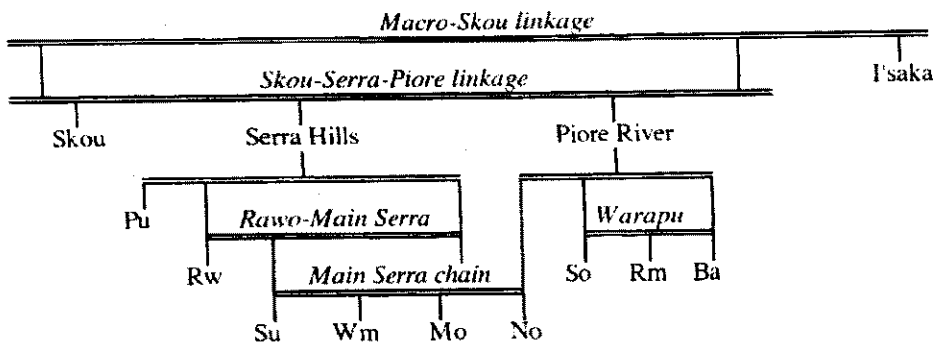 Macro-Skou linkage
I'saka
Skou-Serra-Piore linkage
Skou Serra Hills Piore River
Pu Rawo-Main Serra Warapu
Rw Main Serra chain So Rm Ba
Su Wm Mo No